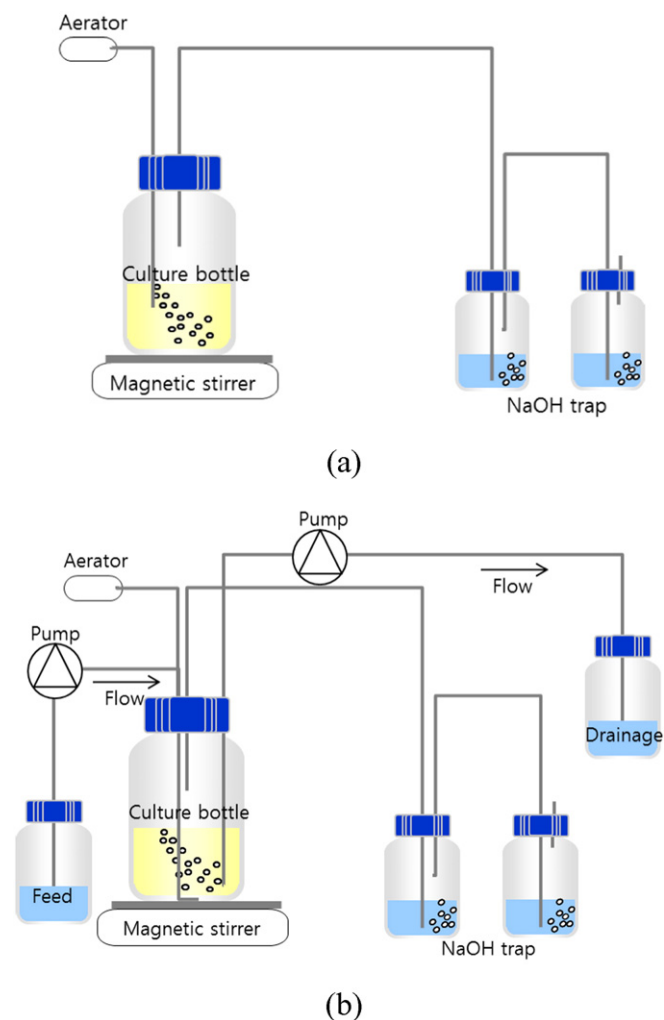 Aerator
Culture bottle
Magnetic stirrer
NaOH trap
(a)
Pump
Aerator
Flow
Pump
Flow
Drainage
Culture bottle
Feed
Magnetic stirrer
NaOH trap
(b)